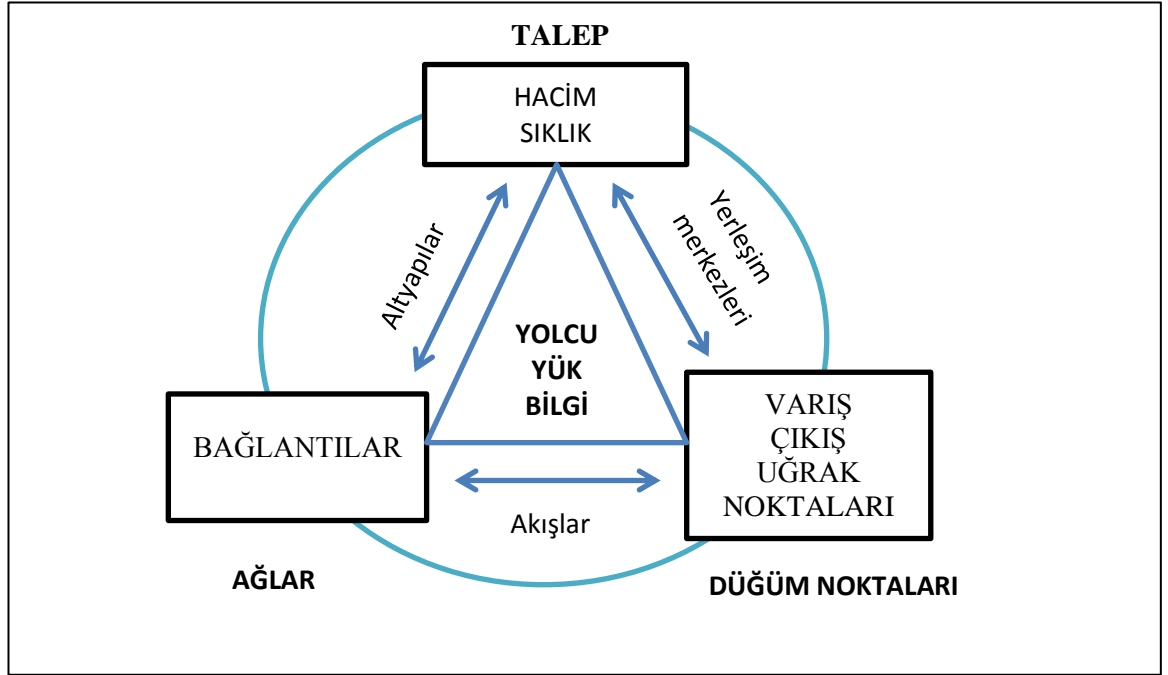 TALEP
HACİM
SIKLIK
Altyapılar
Yerleşim
merkezleri
YOLCU
YÜK
BİLGİ
BAĞLANTILAR
VARIŞ
ÇIKIŞ
UĞRAK
NOKTALARI
Akışlar
AĞLAR
DÜĞÜM NOKTALARI